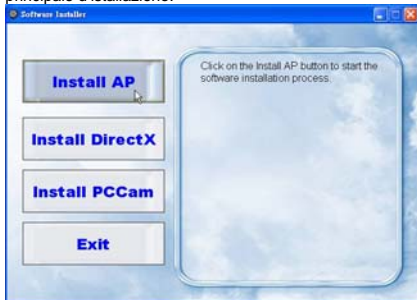 principale d'istallazione.
Software Installer
Install AP
Install DirectX
Install PCCam
Exit
Click on the Install AP button to start the
software installation process.